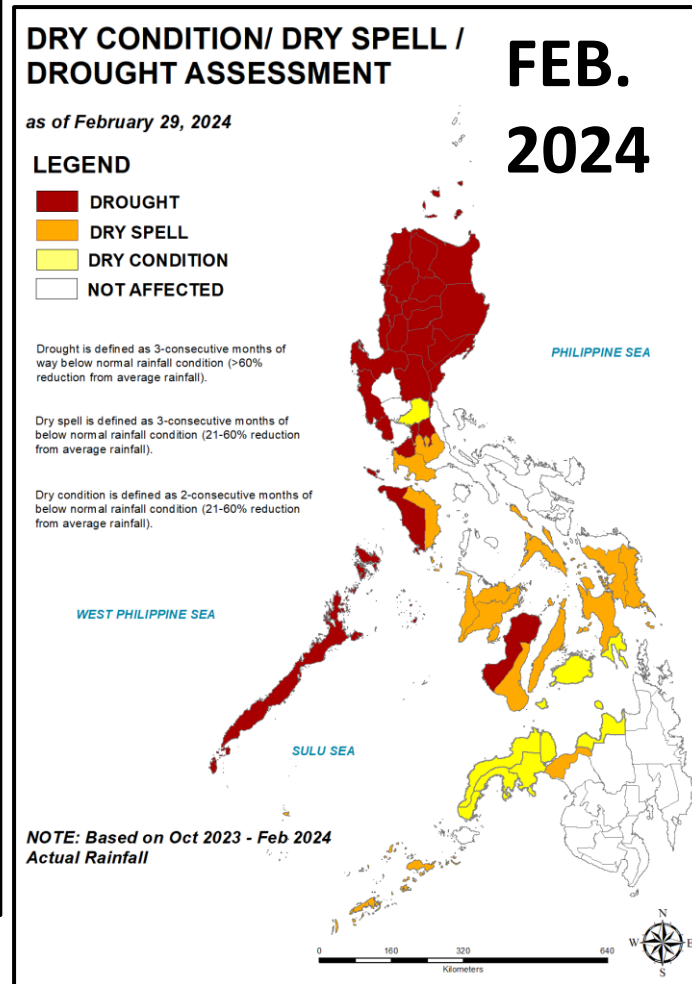 DRY CONDITION/ DRY SPELL /
DROUGHT ASSESSMENT
FEB.
2024
as of February 29, 2024
LEGEND
DROUGHT
DRY SPELL
DRY CONDITION
NOT AFFECTED
Drought is defined as 3-consecutive months of
way below normal rainfall condition (>60%
reduction from average rainfall).
Dry spell is defined as 3-consecutive months of
below normal rainfall condition (21-60% reduction
from average rainfall).
Dry condition is defined as 2-consecutive months of
below normal rainfall condition (21-60% reduction
from average rainfall).
PHILIPPINE SEA
WEST PHILIPPINE SEA
SULU SEA
NOTE: Based on Oct 2023 - Feb 2024
Actual Rainfall
0 160 320 640
Kilometers
N
W E
S